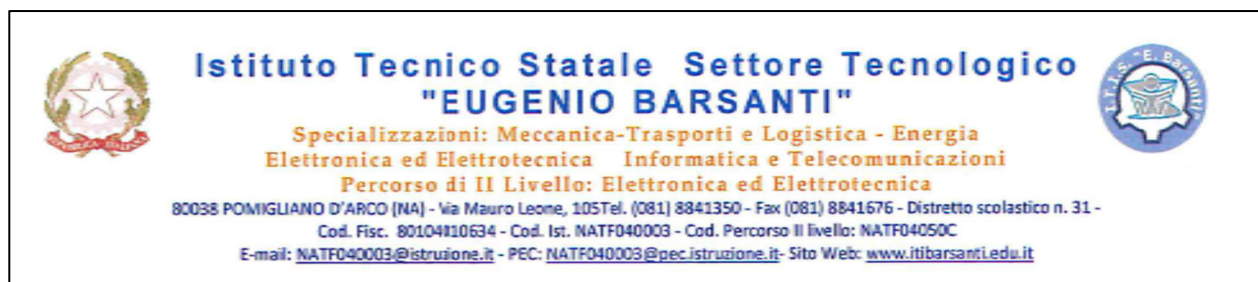 Istituto Tecnico Statale Settore Tecnologico
"EUGENIO BARSANTI"
Specializzazioni: Meccanica-Trasporti e Logistica - Energia
Elettronica ed Elettrotecnica Informatica e Telecomunicazioni
Percorso di II Livello: Elettronica ed Elettrotecnica
80038 POMIGLIANO D'ARCO (NA) - Via Mauro Leone, 105Tel. (081) 8841350 - Fax (081) 8841676 - Distretto scolastico n. 31 -
Cod. Fisc. Cod. Ist. NATF040003 - Cod. Percorso II livello: NATF04050C
E-mail: NATF040003@istruzione.it - PEC: NATF040003@pec.istruzione.it- Sito Web: www.itibarsanti.edu.it
I.T.I.S. "E. Barsanti"